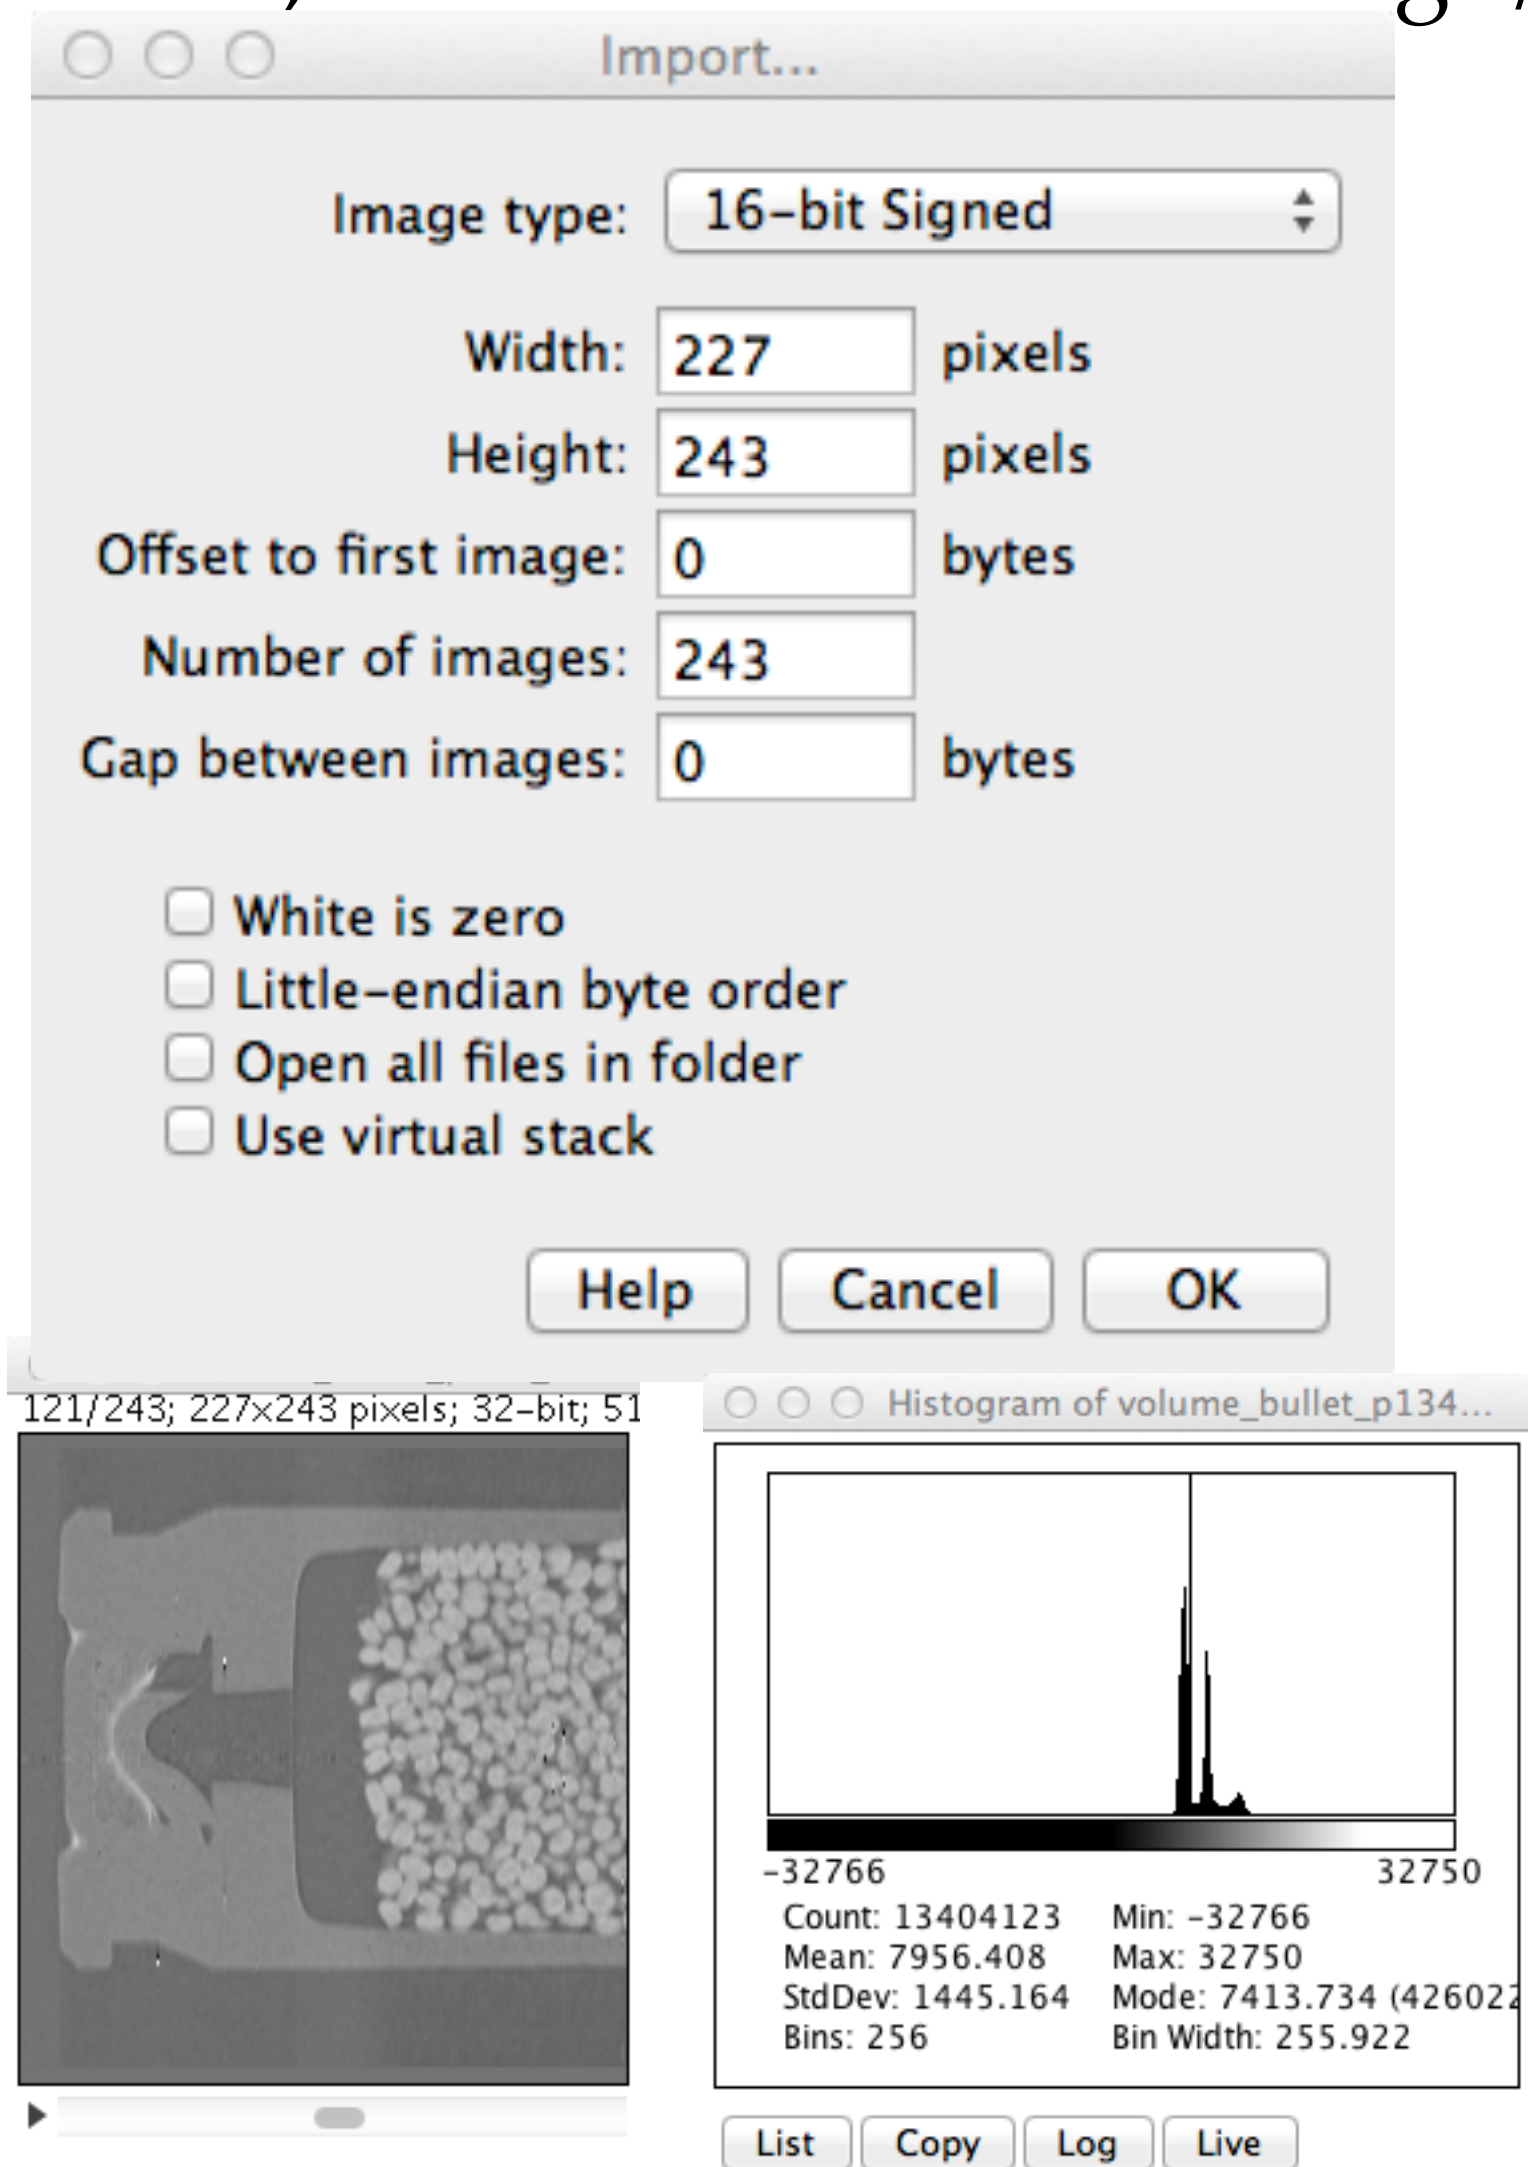 Import...
Image type: 16-bit Signed
Width: 227 pixels
Height: 243 pixels
Offset to first image: 0 bytes
Number of images: 243
Gap between images: 0 bytes
White is zero
Little-endian byte order
Open all files in folder
Use virtual stack
Help Cancel OK
121/243; 227x243 pixels; 32-bit; 51
Histogram of volume_bullet_p134...
-32766 32750
Count: 13404123 Min: -32766
Mean: 7956.408 Max: 32750
StdDev: 1445.164 Mode: 7413.734 (426022
Bins: 256 Bin Width: 255.922
List Copy Log Live